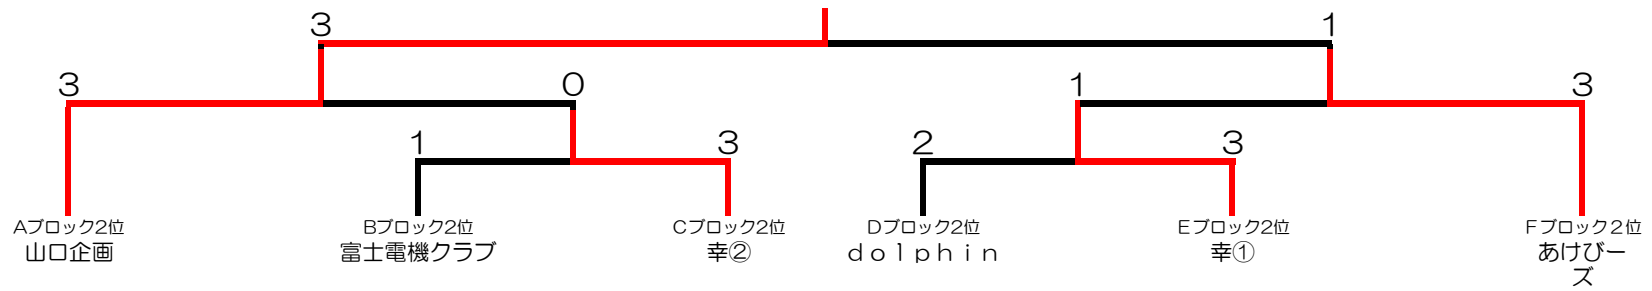 3 1
3 0 1 3
1 3 2 3
Aブロック2位 Bブロック2位 Cブロック2位 Dブロック2位 Eブロック2位 Fブロック2位
山口企画 富士電機クラブ 幸② dolphin 幸① あけびー
ズ